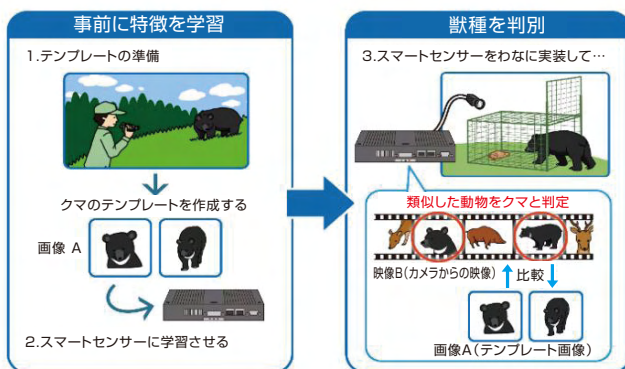 事前に特徴を学習
1.テンプレートの準備
クマのテンプレートを作成する
画像 A
2.スマートセンサーに学習させる
獣種を判別
3.スマートセンサーをわなに実装して…
類似した動物をクマと判定
映像B(カメラからの映像)
比較
画像A(テンプレート画像)